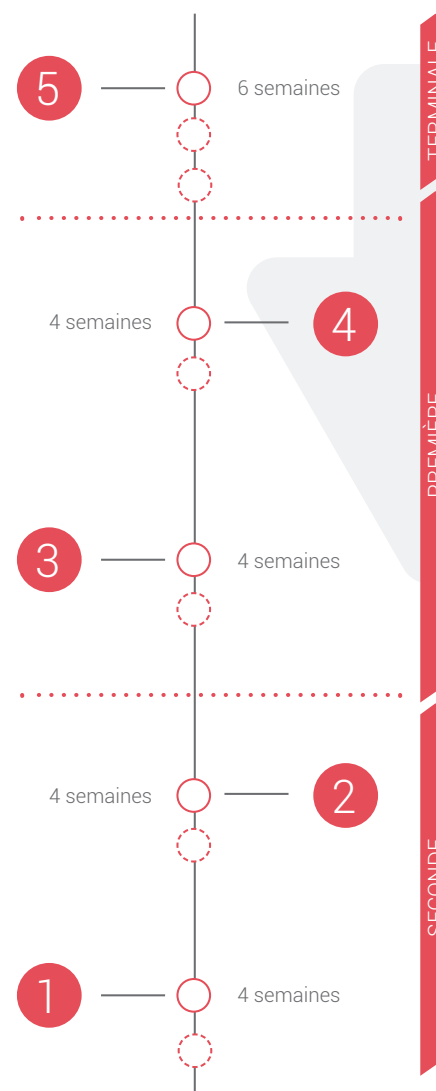 5
6 semaines
TERMINALE
4 semaines
4
PREMIÈRE
3
4 semaines
4 semaines
2
SECONDE
1
4 semaines